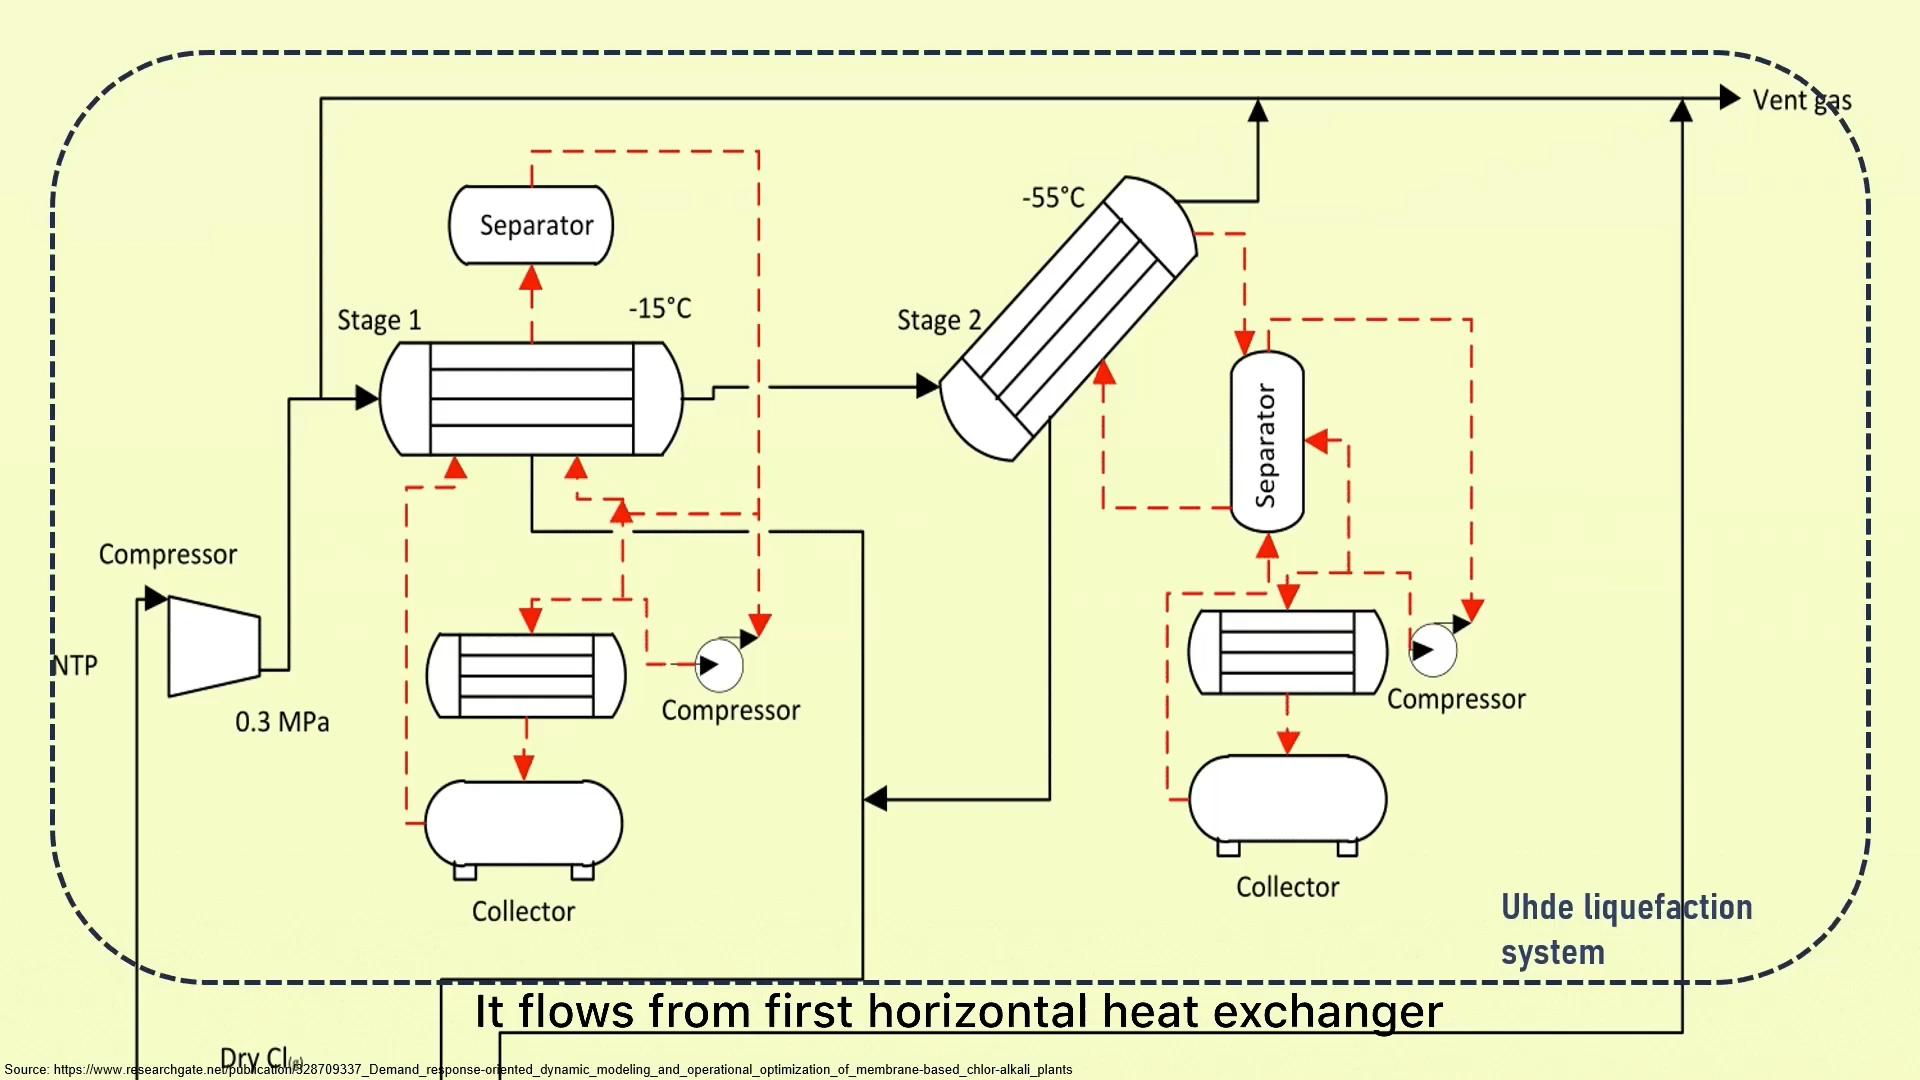 Vent gas
-55°C
Separator
-15°C
Stage 1
Stage 2
Separator
Compressor
NTP
0.3 MPa
Compressor
Compressor
Collector
Collector
Uhde liquefaction
system
It flows from first horizontal heat exchanger
Dry Cl(g)
Source: https://www.researchgate.net/publication/328709337_Demand_response-oriented_dynamic_modeling_and_operational_optimization_of_membrane-based_chlor-alkali_plants